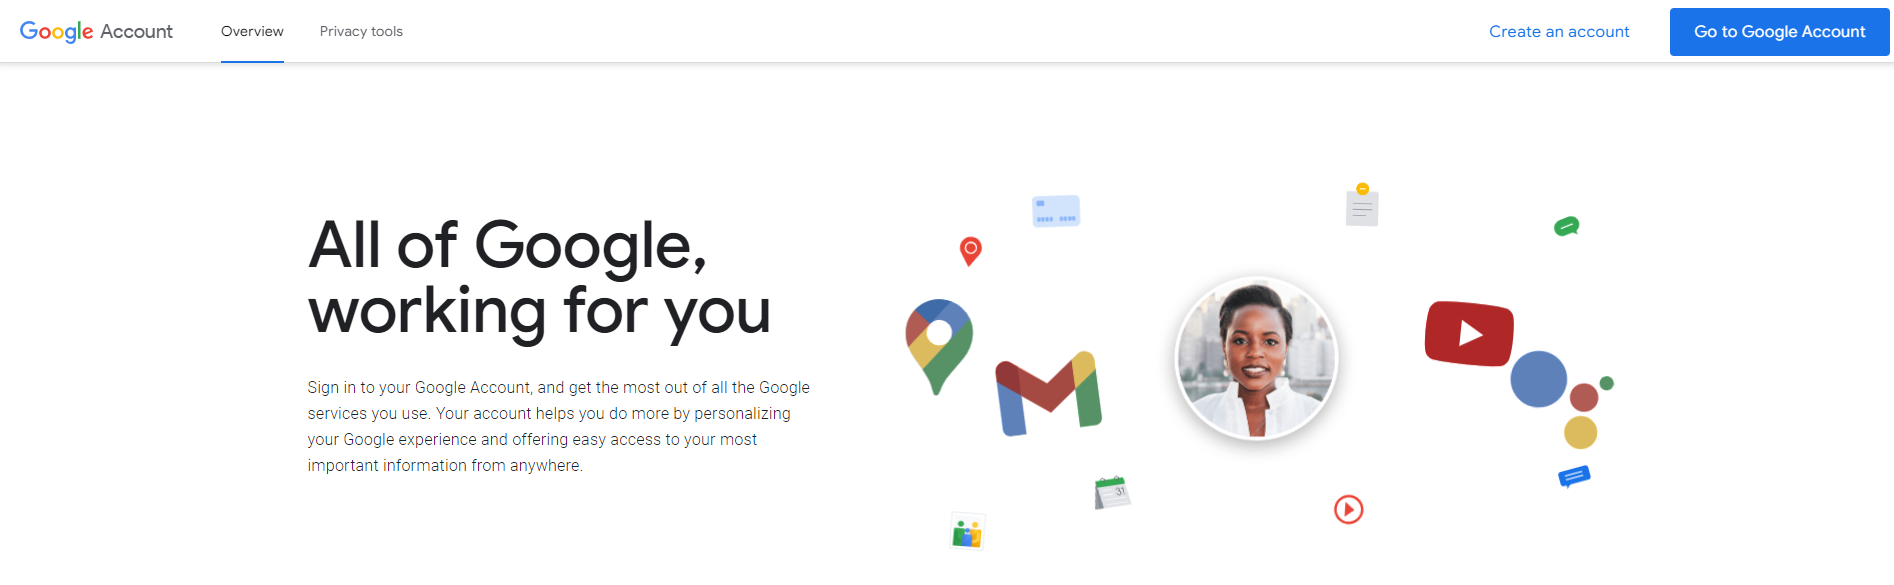 Google Account
Overview
Privacy tools
Create an account
Go to Google Account
All of Google,
working for you
Sign in to your Google Account, and get the most out of all the Google
services you use. Your account helps you do more by personalizing
your Google experience and offering easy access to your most
important information from anywhere.
31